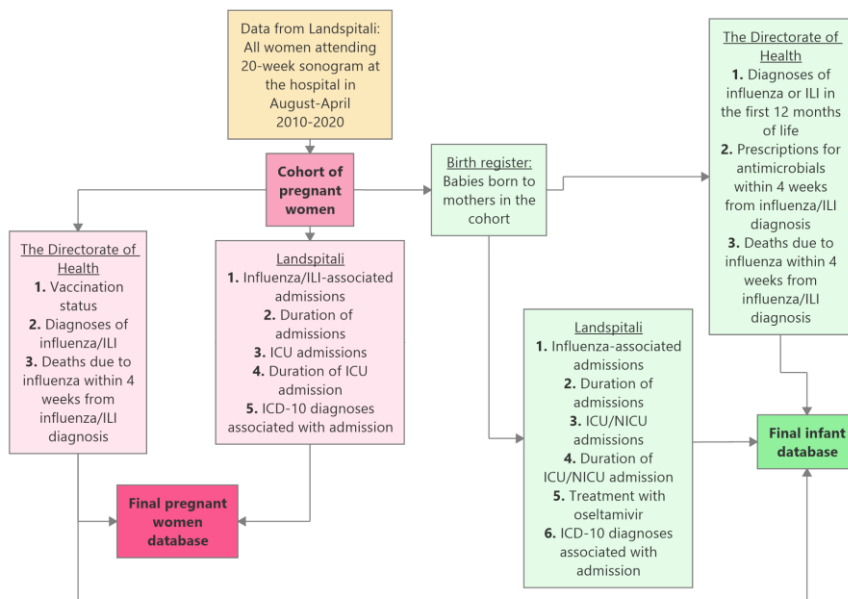 Data from Landspitali:
All women attending
20-week sonogram at
the hospital in
August-April
2010-2020
Cohort of
pregnant
women
Birth register:
Babies born to
mothers in the
cohort
The Directorate of
Health
1. Diagnoses of
influenza or ILI in
the first 12 months
of life
2. Prescriptions for
antimicrobials within
4 weeks from
influenza/ILI
diagnosis
3. Deaths due to
influenza within 4
weeks from
influenza/ILI
diagnosis
The Directorate of
Health
1. Vaccination
status
2. Diagnoses of
influenza/ILI
3. Deaths due to
influenza within 4
weeks from
influenza/ILI
diagnosis
Landspitali
1. Influenza/ILI-associated
admissions
2. Duration of
admissions
3. ICU admissions
4. Duration of ICU
admission
5. ICD-10 diagnoses
associated with admission
Landspitali
1. Influenza-associated
admissions
2. Duration of
admissions
3. ICU/NICU
admissions
4. Duration of
ICU/NICU admission
5. Treatment with
oseltamivir
6. ICD-10 diagnoses
associated with
admission
Final infant
database
Final pregnant
women
database